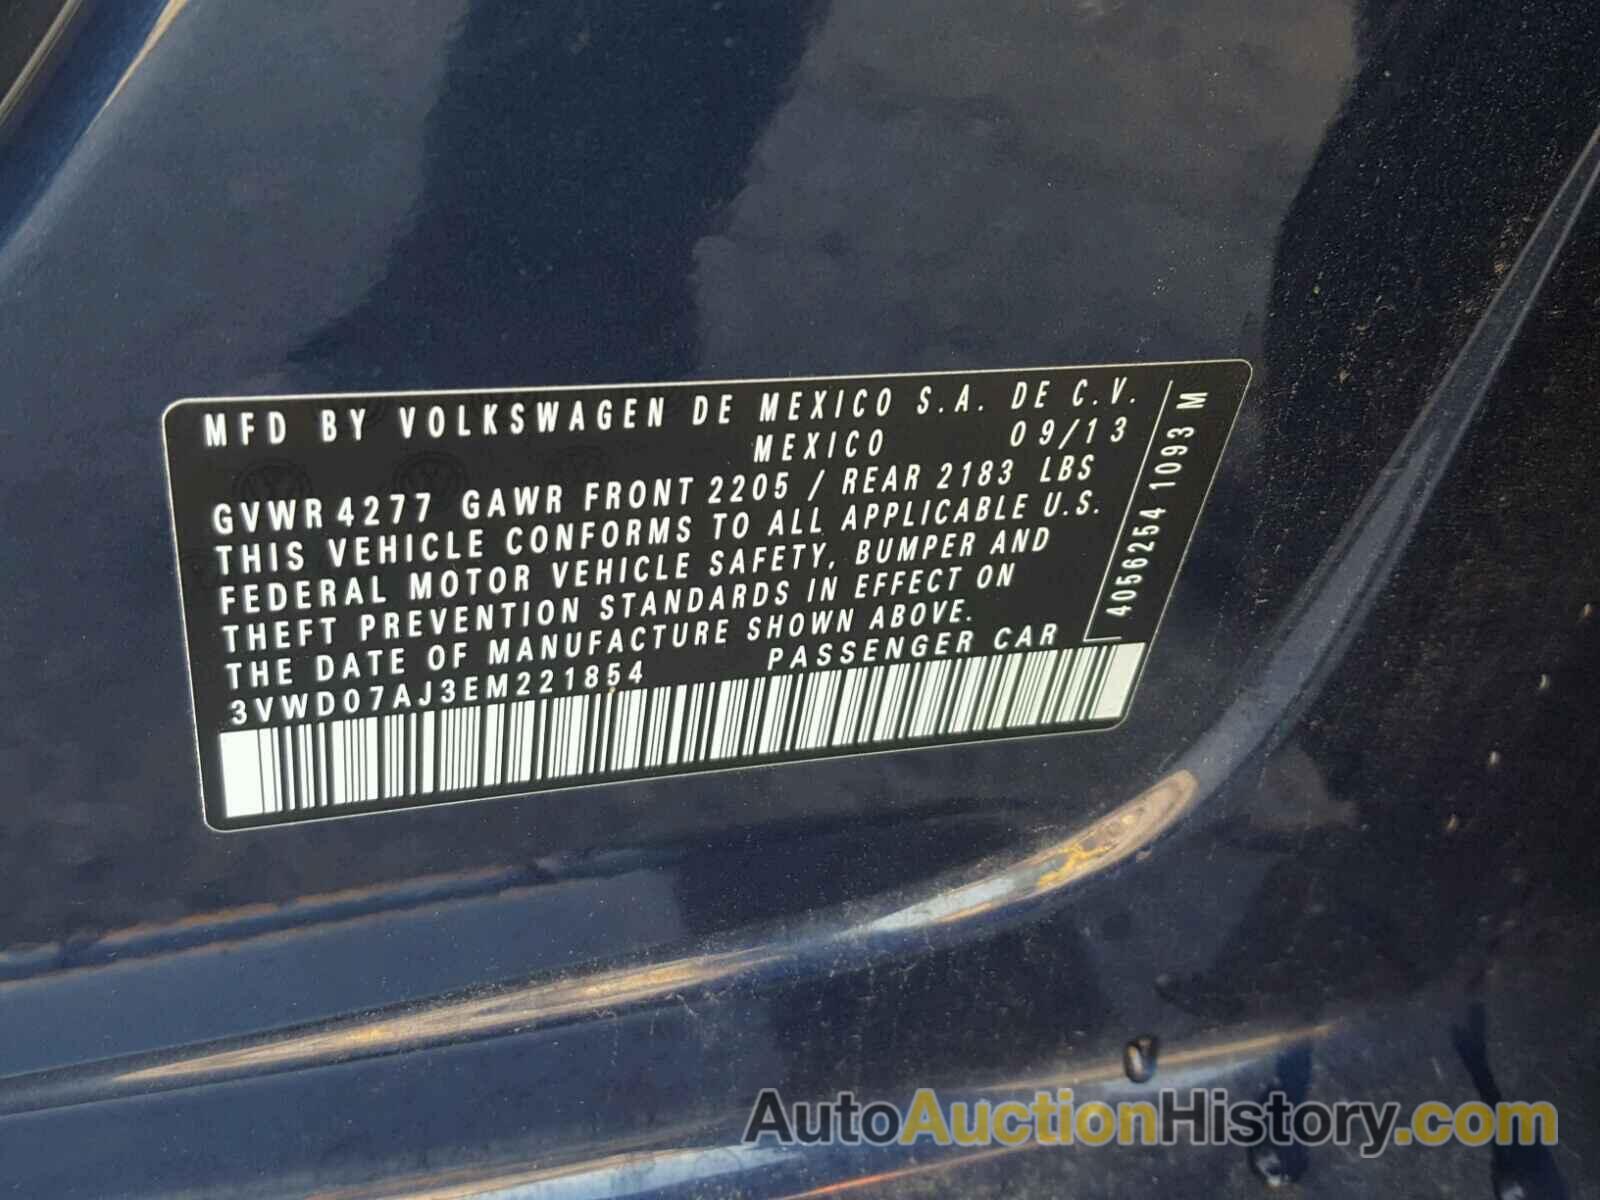 MFD BY VOLKSWAGEN DE MEXICO S.A. DE C.V.
MEXICO 09/13
GVWR 4277 GAWR FRONT 2205 / REAR 2183 LBS
THIS VEHICLE CONFORMS TO ALL APPLICABLE U.S.
FEDERAL MOTOR VEHICLE SAFETY, BUMPER AND
THEFT PREVENTION STANDARDS IN EFFECT ON
THE DATE OF MANUFACTURE SHOWN ABOVE.
3VWD07AJ3EM221854 PASSENGER CAR
4056254 1093 M
AutoAuctionHistory.com